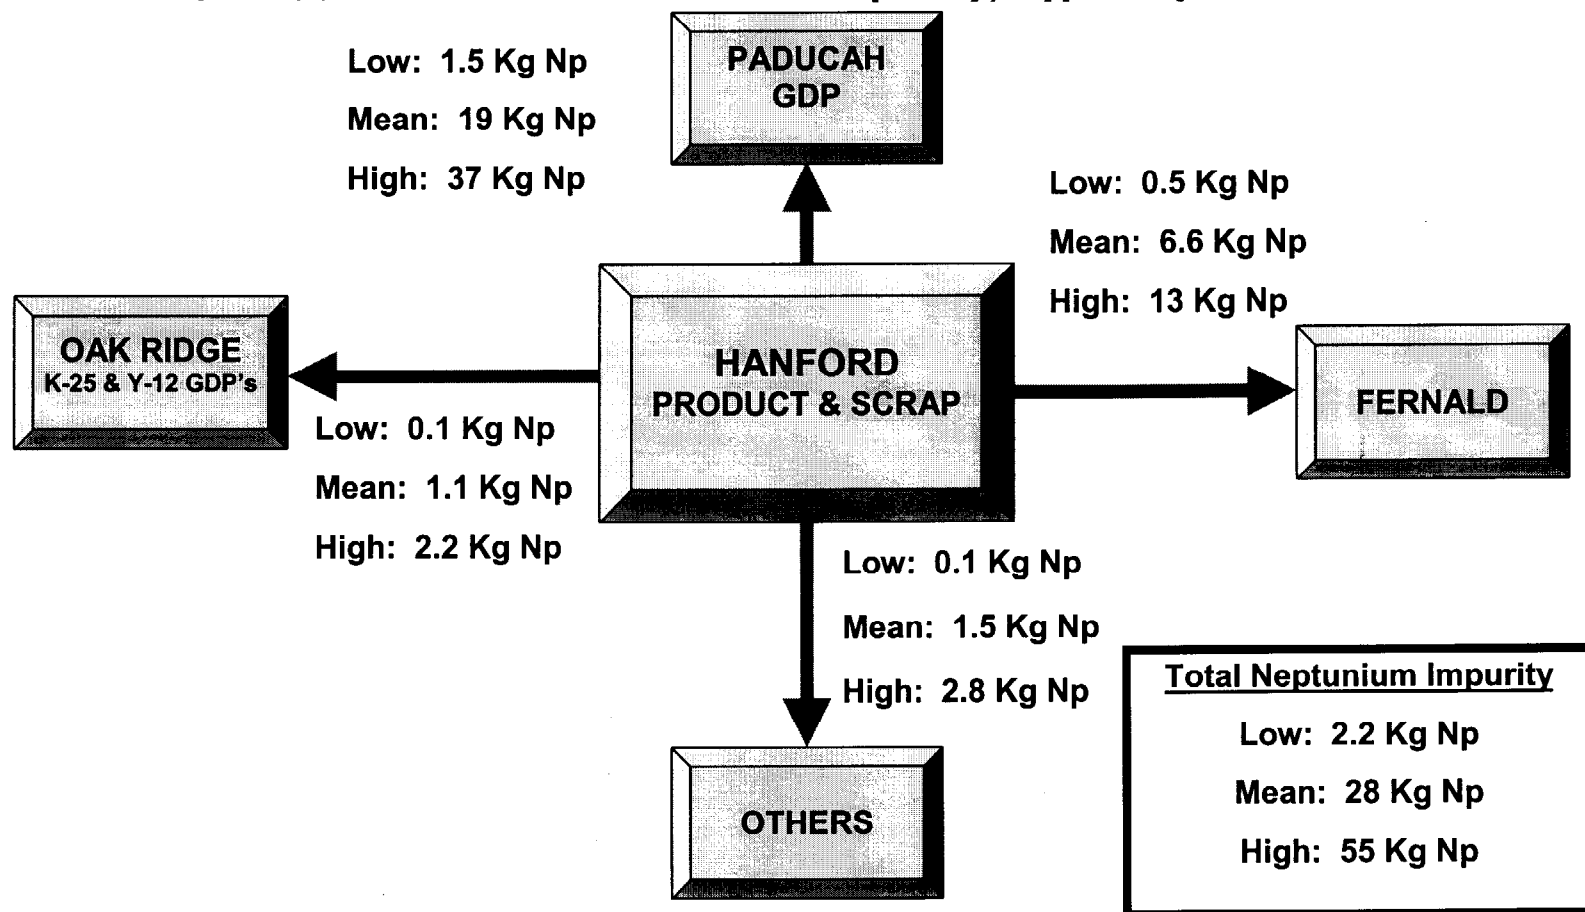 PADUCAH
GDP
Low: 1.5 Kg Np
Mean: 19 Kg Np
High: 37 Kg Np
Low: 0.5 Kg Np
Mean: 6.6 Kg Np
High: 13 Kg Np
OAK RIDGE
K-25 & Y-12 GDP's
HANFORD
PRODUCT & SCRAP
FERNALD
Low: 0.1 Kg Np
Mean: 1.1 Kg Np
High: 2.2 Kg Np
Low: 0.1 Kg Np
Mean: 1.5 Kg Np
High: 2.8 Kg Np
OTHERS
Total Neptunium Impurity
Low: 2.2 Kg Np
Mean: 28 Kg Np
High: 55 Kg Np